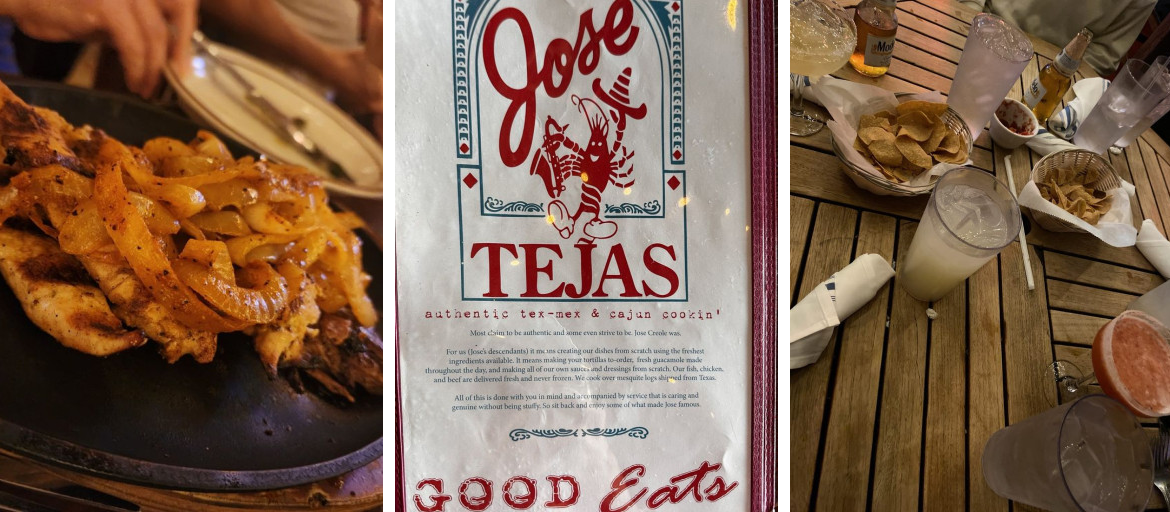 Jose
TEJAS
authentic tex-mex & cajun cookin'
Most claim to be authentic and some even strive to be. Jose Creole was.
For us (Jose's descendants) it means creating our dishes from scratch using the freshest
ingredients available. It means making your tortillas to-order, fresh guacamole made
throughout the day, and making all of our own sauces and dressings from scratch. Our fish, chicken,
and beef are delivered fresh and never frozen. We cook over mesquite logs shipped from Texas.
All of this is done with you in mind and accompanied by service that is caring and
genuine without being stuffy. So sit back and enjoy some of what made Jose famous.
GOOD Eats